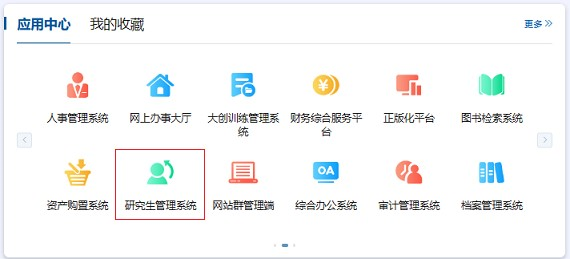 应用中心 我的收藏 更多
人事管理系统 网上办事大厅 大创训练管理系统 财务综合服务平台 正版化平台 图书检索系统
资产购置系统 研究生管理系统 网站群管理端 OA 综合办公系统 审计管理系统 档案管理系统